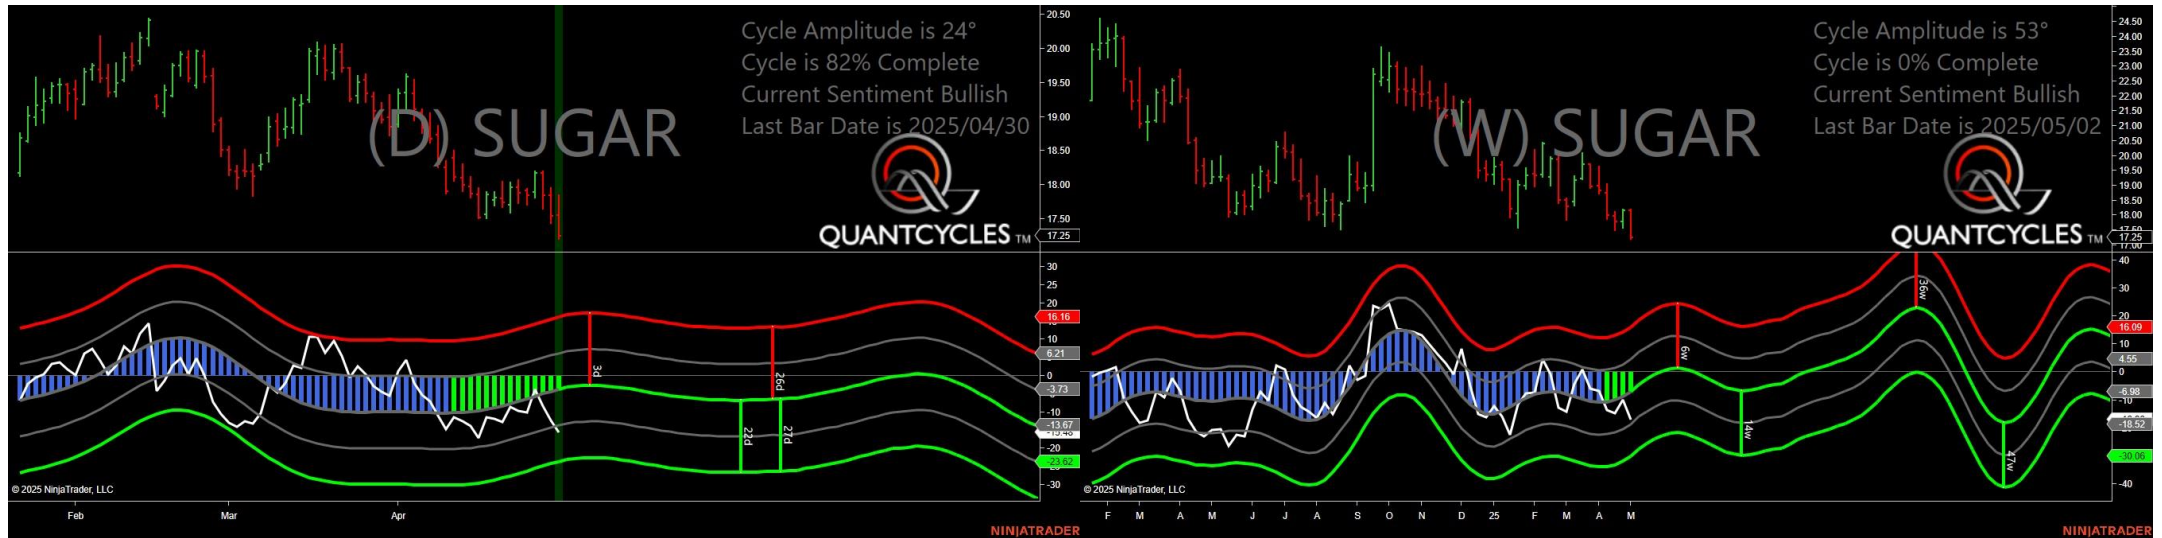 Cycle Amplitude is 24°
Cycle is 82% Complete
Current Sentiment Bullish
Last Bar Date is 2025/04/30
(D) SUGAR
QUANTCYCLES TM
20.50
20.00
19.50
19.00
18.50
18.00
17.50
17.25
30
25
20
16.16
10
6.21
0
-3.73
-10
-13.67
-20
-23.62
-30
3d
26d
22d
27d
© 2025 NinjaTrader, LLC
Feb Mar Apr
NINJATRADER
Cycle Amplitude is 53°
Cycle is 0% Complete
Current Sentiment Bullish
Last Bar Date is 2025/05/02
(W) SUGAR
QUANTCYCLES TM
24.50
24.00
23.50
23.00
22.50
22.00
21.50
21.00
20.50
20.00
19.50
19.00
18.50
18.00
17.50
17.25
17.00
40
30
20
16.09
10
4.55
0
-6.98
-10
-18.52
-30.06
-40
36w
6w
14w
47w
© 2025 NinjaTrader, LLC
F M A M J J A S O N D 25 F M A M
NINJATRADER